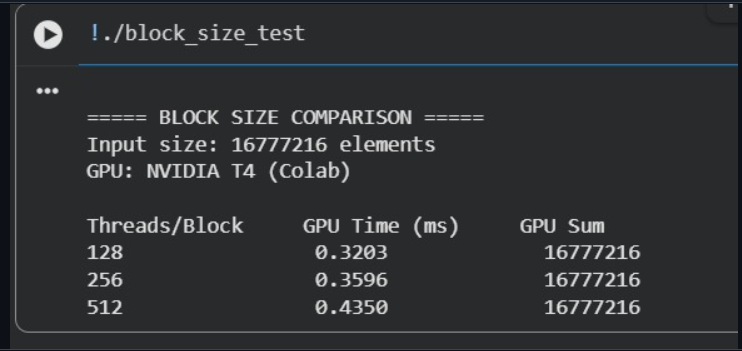 !./block_size_test
===== BLOCK SIZE COMPARISON =====
Input size: 16777216 elements
GPU: NVIDIA T4 (Colab)
Threads/Block GPU Time (ms) GPU Sum
128 0.3203 16777216
256 0.3596 16777216
512 0.4350 16777216